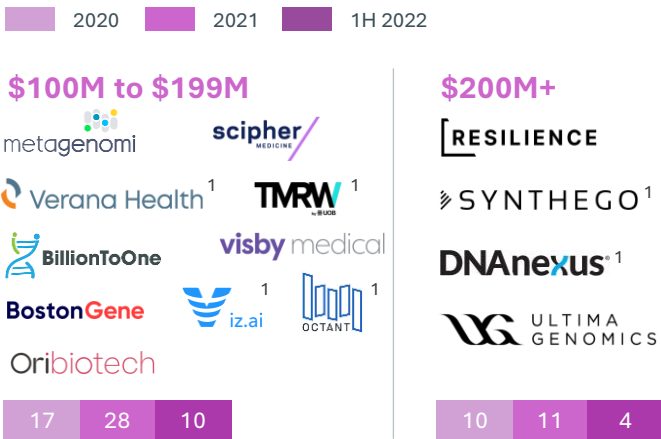 2020 2021 1H 2022
$100M to $199M
metagenomi
scipher
MEDICINE
Verana Health 1
TMRW 1
by UOB
BillionToOne
visby medical
BostonGene
Viz.ai 1
OCTANT 1
Oribiotech
17 28 10
$200M+
RESILIENCE
SYNTHEGO 1
DNAnexus® 1
ULTIMA
GENOMICS
10 11 4